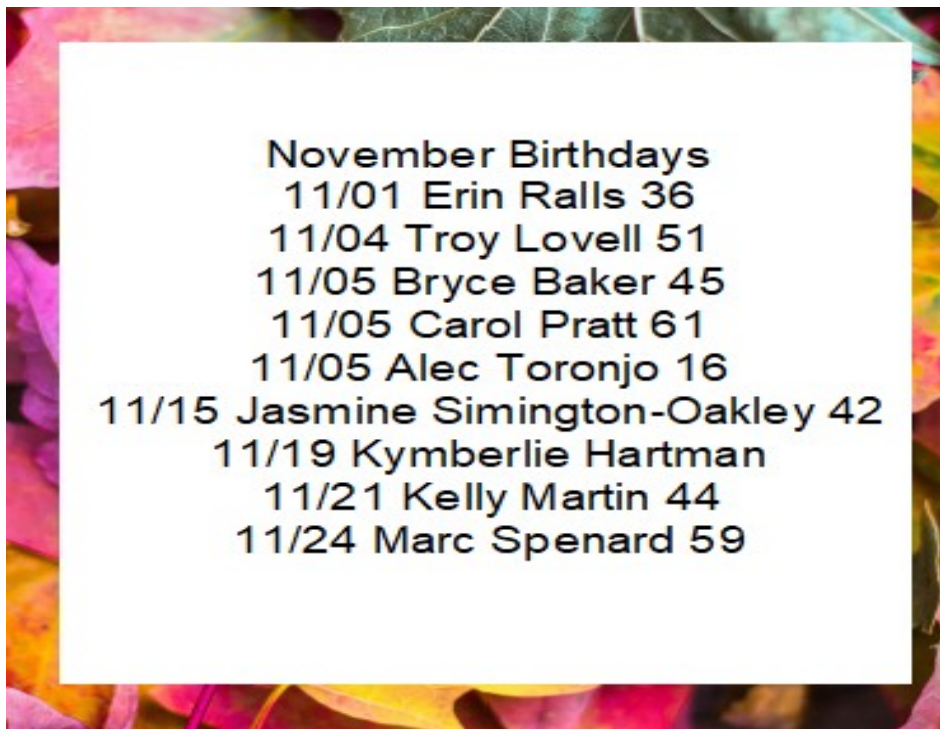 November Birthdays
11/01 Erin Ralls 36
11/04 Troy Lovell 51
11/05 Bryce Baker 45
11/05 Carol Pratt 61
11/05 Alec Toronjo 16
11/15 Jasmine Simington-Oakley 42
11/19 Kymberlie Hartman
11/21 Kelly Martin 44
11/24 Marc Spenard 59